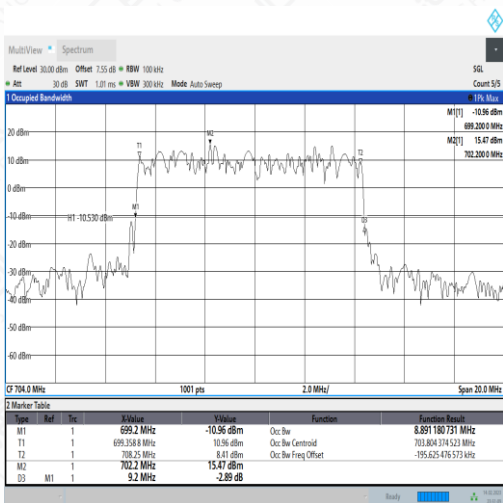 MultiView Spectrum
Ref Level 30.00 dBm Offset 7.55 dB RBW 100 kHz SGL
Att 30 dB SWT 1.01 ms VBW 300 kHz Mode Auto Sweep Count 5/5
1 Occupied Bandwidth 1Pk Max
M1[1] -10.96 dBm
699.200 0 MHz
M2[1] 15.47 dBm
702.200 0 MHz
20 dBm
T1 M2 T2
10 dBm
0 dBm
M1
-10 dBm
H1 -10.530 dBm
D3
-20 dBm
-30 dBm
-40 dBm
-50 dBm
-60 dBm
CF 704.0 MHz 1001 pts 2.0 MHz/ Span 20.0 MHz
2 Marker Table
Type Ref Trc X-Value Y-Value Function Function Result
M1 1 699.2 MHz -10.96 dBm Occ Bw 8.891 180 731 MHz
T1 1 699.358 8 MHz 10.96 dBm Occ Bw Centroid 703.804 374 523 MHz
T2 1 708.25 MHz 8.41 dBm Occ Bw Freq Offset -195.625 476 573 kHz
M2 1 702.2 MHz 15.47 dBm
D3 M1 1 9.2 MHz -2.89 dB
Ready